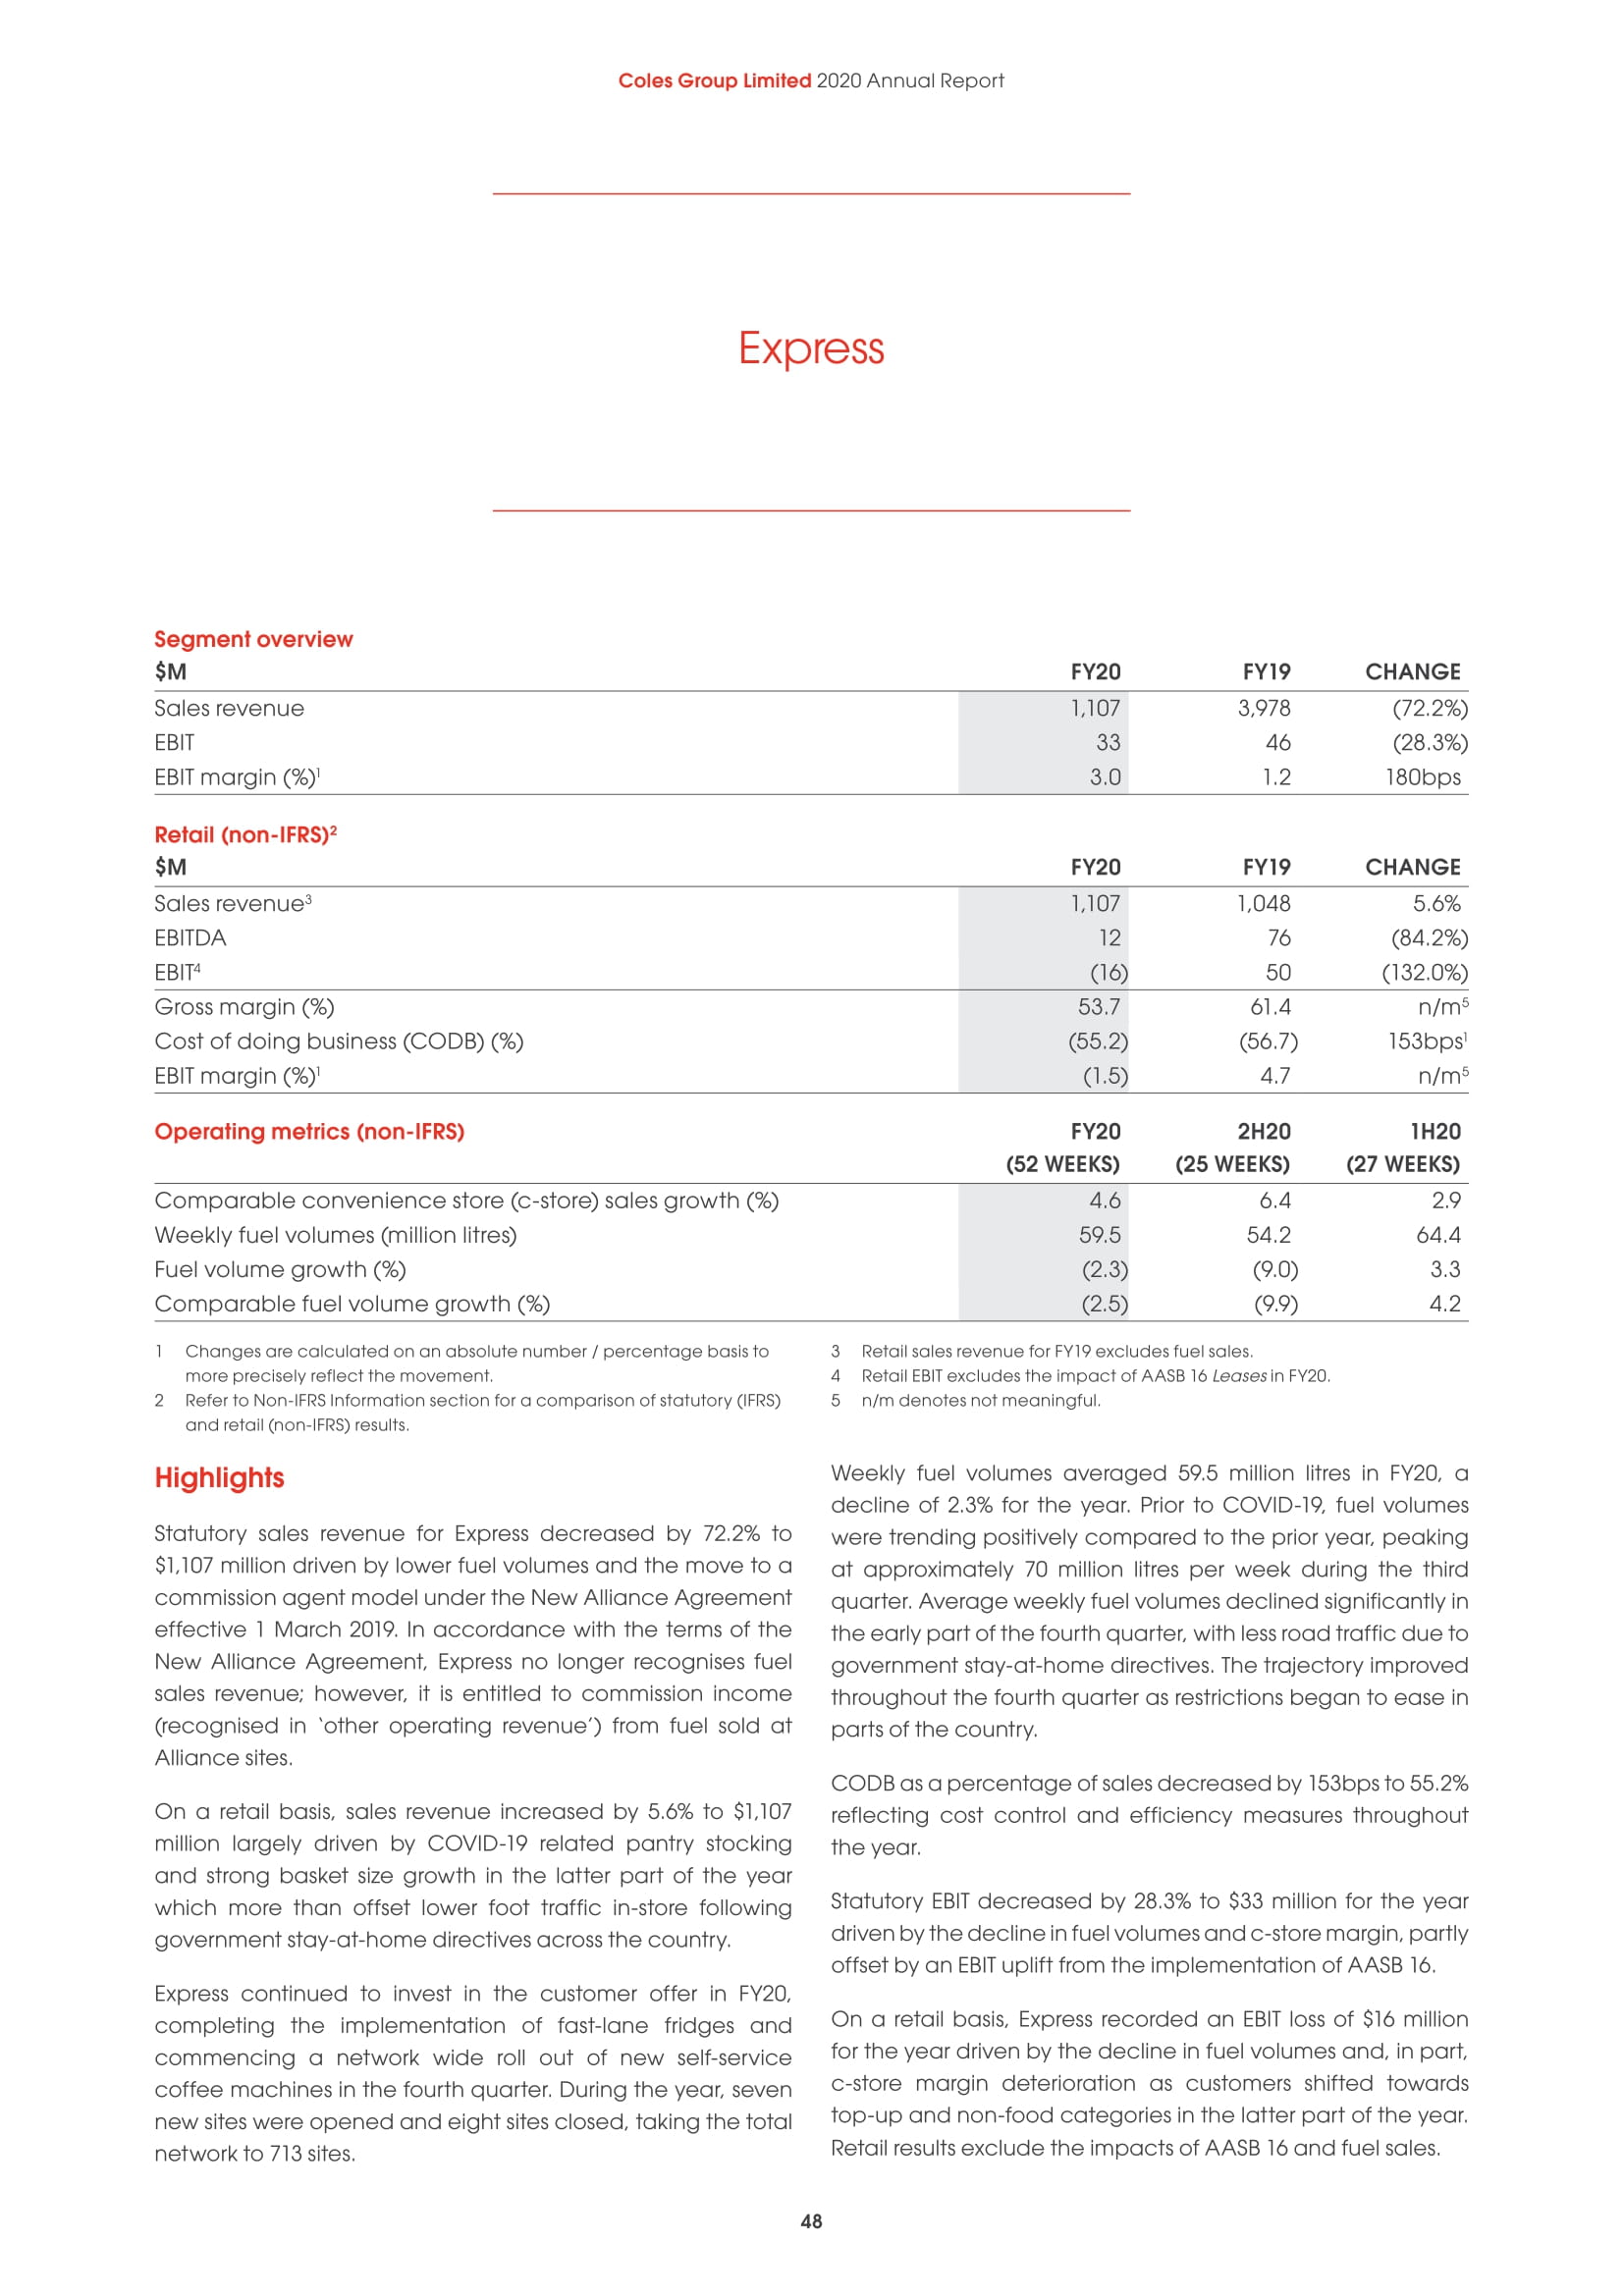 Coles Group Limited 2020 Annual Report
Express
Segment overview
$M FY20 FY19 CHANGE
Sales revenue 1,107 3,978 (72.2%)
EBIT 33 46 (28.3%)
EBIT margin (%)1 3.0 1.2 180bps
Retail (non-IFRS)2
$M FY20 FY19 CHANGE
Sales revenue3 1,107 1,048 5.6%
EBITDA 12 76 (84.2%)
EBIT4 (16) 50 (132.0%)
Gross margin (%) 53.7 61.4 n/m5
Cost of doing business (CODB) (%) (55.2) (56.7) 153bps1
EBIT margin (%)1 (1.5) 4.7 n/m5
Operating metrics (non-IFRS) FY20 2H20 1H20
(52 WEEKS) (25 WEEKS) (27 WEEKS)
Comparable convenience store (c-store) sales growth (%) 4.6 6.4 2.9
Weekly fuel volumes (million litres) 59.5 54.2 64.4
Fuel volume growth (%) (2.3) (9.0) 3.3
Comparable fuel volume growth (%) (2.5) (9.9) 4.2
1 Changes are calculated on an absolute number / percentage basis to
more precisely reflect the movement.
2 Refer to Non-IFRS Information section for a comparison of statutory (IFRS)
and retail (non-IFRS) results.
3 Retail sales revenue for FY19 excludes fuel sales.
4 Retail EBIT excludes the impact of AASB 16 Leases in FY20.
5 n/m denotes not meaningful.
Highlights
Statutory sales revenue for Express decreased by 72.2% to
$1,107 million driven by lower fuel volumes and the move to a
commission agent model under the New Alliance Agreement
effective 1 March 2019. In accordance with the terms of the
New Alliance Agreement, Express no longer recognises fuel
sales revenue; however, it is entitled to commission income
(recognised in ‘other operating revenue’) from fuel sold at
Alliance sites.
On a retail basis, sales revenue increased by 5.6% to $1,107
million largely driven by COVID-19 related pantry stocking
and strong basket size growth in the latter part of the year
which more than offset lower foot traffic in-store following
government stay-at-home directives across the country.
Express continued to invest in the customer offer in FY20,
completing the implementation of fast-lane fridges and
commencing a network wide roll out of new self-service
coffee machines in the fourth quarter. During the year, seven
new sites were opened and eight sites closed, taking the total
network to 713 sites.
Weekly fuel volumes averaged 59.5 million litres in FY20, a
decline of 2.3% for the year. Prior to COVID-19, fuel volumes
were trending positively compared to the prior year, peaking
at approximately 70 million litres per week during the third
quarter. Average weekly fuel volumes declined significantly in
the early part of the fourth quarter, with less road traffic due to
government stay-at-home directives. The trajectory improved
throughout the fourth quarter as restrictions began to ease in
parts of the country.
CODB as a percentage of sales decreased by 153bps to 55.2%
reflecting cost control and efficiency measures throughout
the year.
Statutory EBIT decreased by 28.3% to $33 million for the year
driven by the decline in fuel volumes and c-store margin, partly
offset by an EBIT uplift from the implementation of AASB 16.
On a retail basis, Express recorded an EBIT loss of $16 million
for the year driven by the decline in fuel volumes and, in part,
c-store margin deterioration as customers shifted towards
top-up and non-food categories in the latter part of the year.
Retail results exclude the impacts of AASB 16 and fuel sales.
48